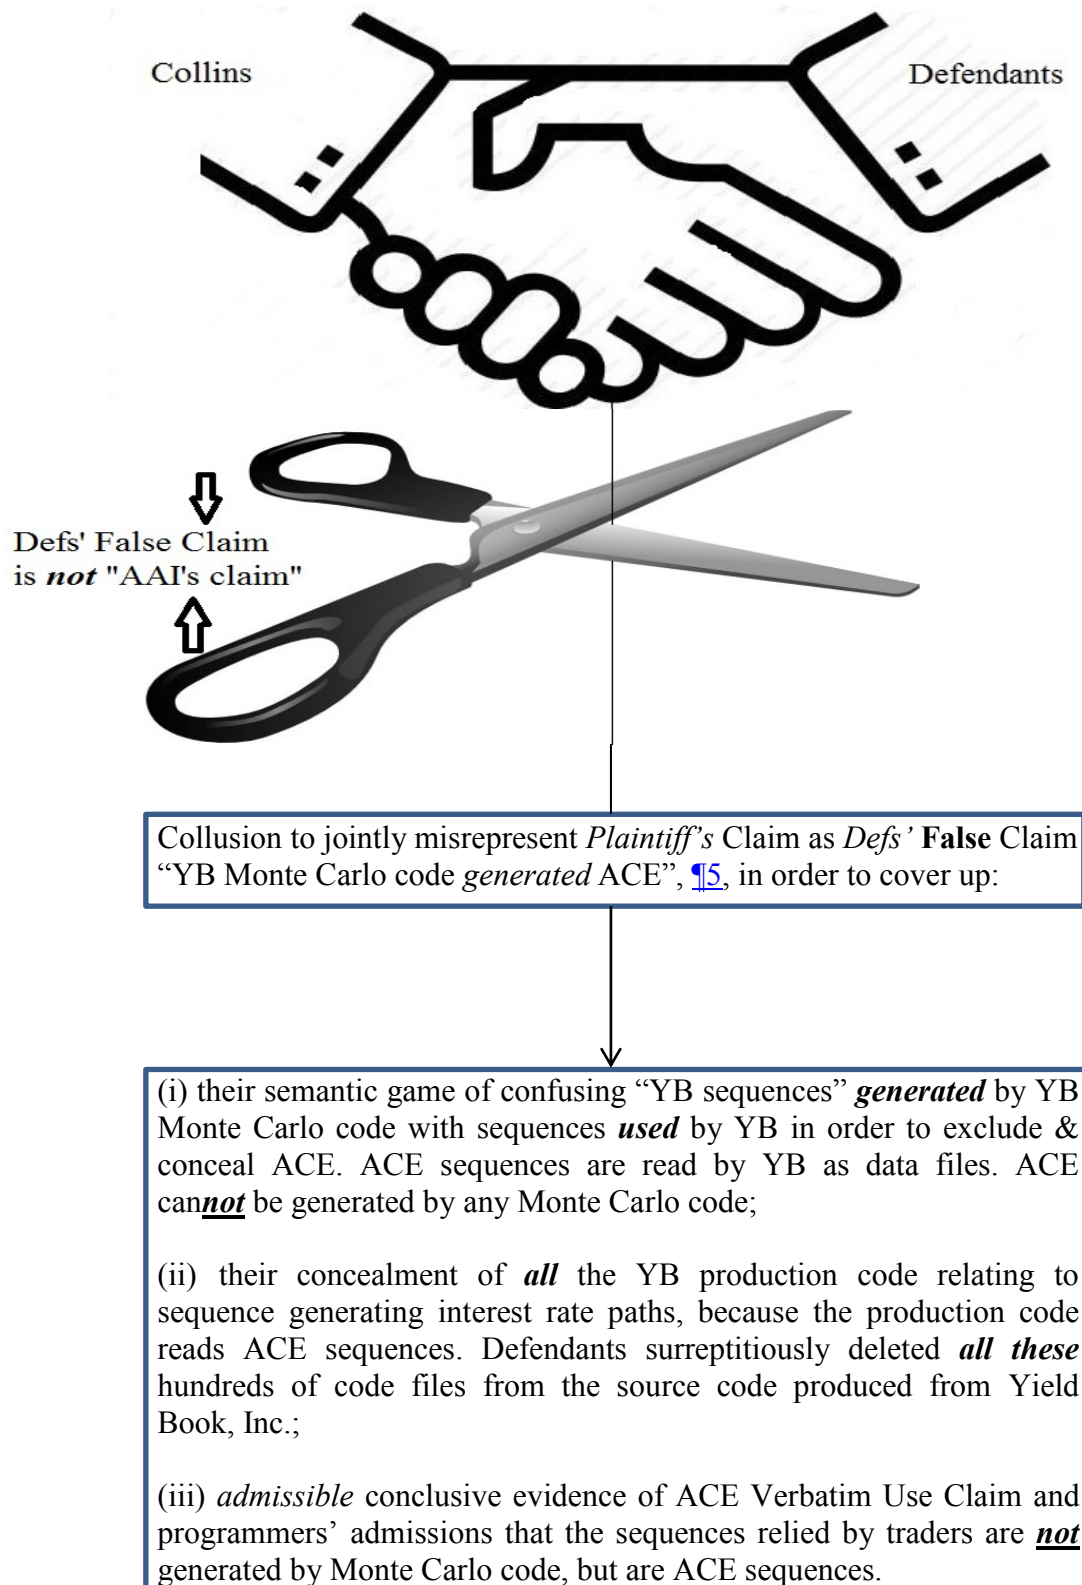 Collins
Defendants
Defs' False Claim
is not "AAI's claim"
Collusion to jointly misrepresent Plaintiff's Claim as Defs' False Claim
“YB Monte Carlo code generated ACE”, ¶5, in order to cover up:
(i) their semantic game of confusing “YB sequences” generated by YB
Monte Carlo code with sequences used by YB in order to exclude &
conceal ACE. ACE sequences are read by YB as data files. ACE
cannot be generated by any Monte Carlo code;
(ii) their concealment of all the YB production code relating to
sequence generating interest rate paths, because the production code
reads ACE sequences. Defendants surreptitiously deleted all these
hundreds of code files from the source code produced from Yield
Book, Inc.;
(iii) admissible conclusive evidence of ACE Verbatim Use Claim and
programmers’ admissions that the sequences relied by traders are not
generated by Monte Carlo code, but are ACE sequences.